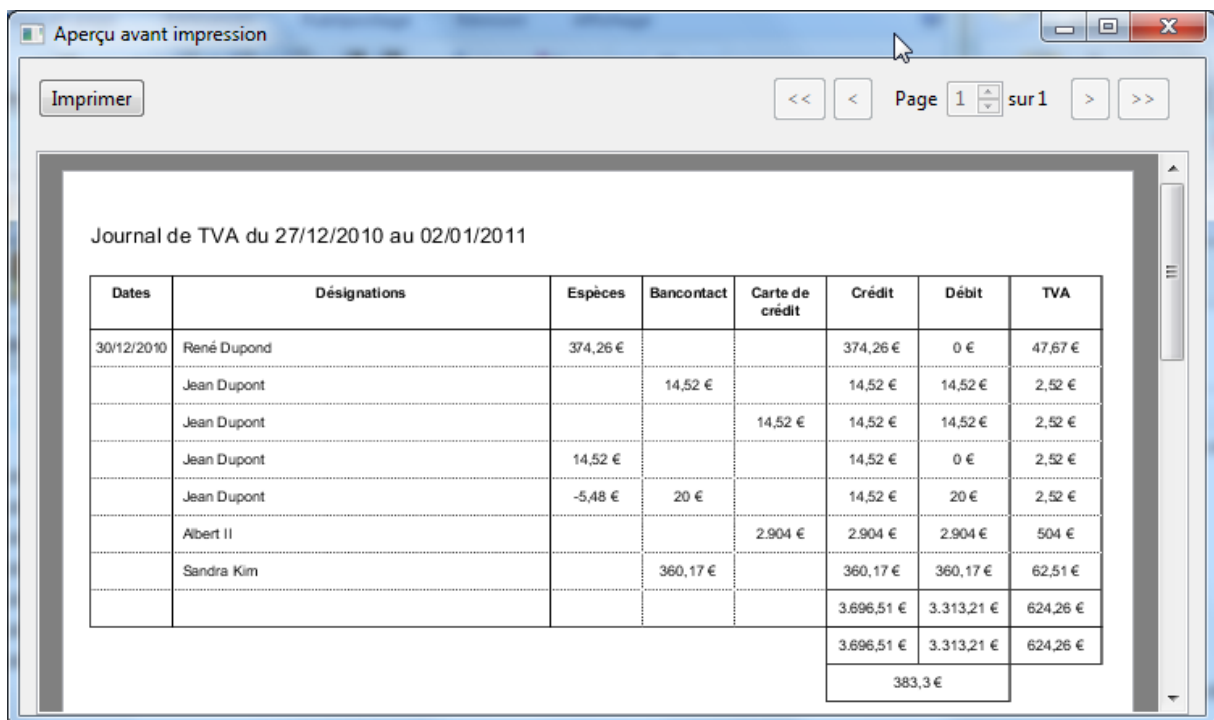 Aperçu avant impression
Imprimer << < Page 1 sur 1 > >>
Journal de TVA du 27/12/2010 au 02/01/2011
Dates Désignations Espèces Bancontact Carte de crédit Crédit Débit TVA
30/12/2010 René Dupond 374,26 € 374,26 € 0 € 47,67 €
Jean Dupont 14,52 € 14,52 € 14,52 € 2,52 €
Jean Dupont 14,52 € 14,52 € 14,52 € 2,52 €
Jean Dupont 14,52 € 14,52 € 0 € 2,52 €
Jean Dupont -5,48 € 20 € 14,52 € 20 € 2,52 €
Albert II 2.904 € 2.904 € 2.904 € 504 €
Sandra Kim 360,17 € 360,17 € 360,17 € 62,51 €
3.696,51 € 3.313,21 € 624,26 €
3.696,51 € 3.313,21 € 624,26 €
383,3 €